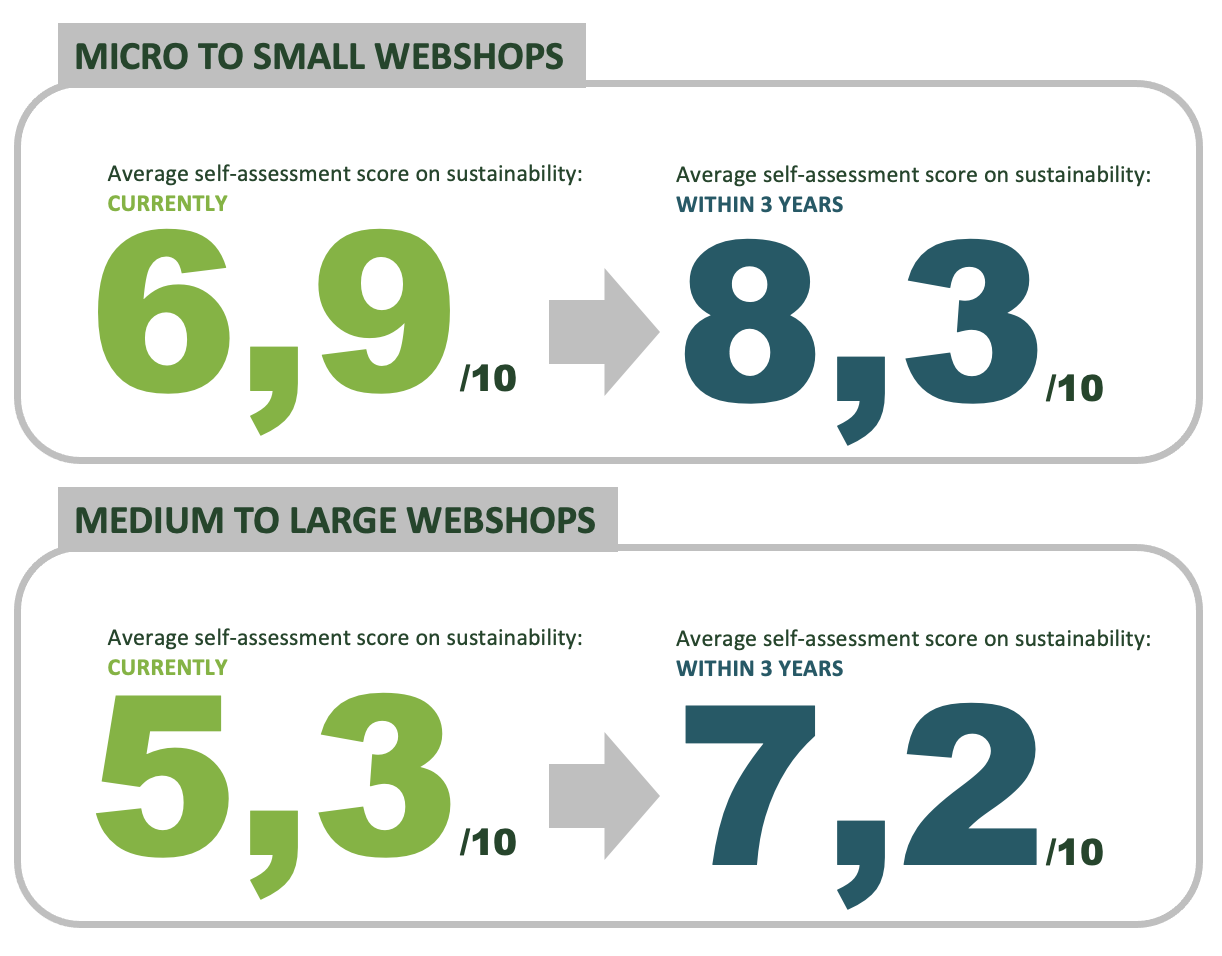 MICRO TO SMALL WEBSHOPS
Average self-assessment score on sustainability:
CURRENTLY
6,9/10
Average self-assessment score on sustainability:
WITHIN 3 YEARS
8,3/10
MEDIUM TO LARGE WEBSHOPS
Average self-assessment score on sustainability:
CURRENTLY
5,3/10
Average self-assessment score on sustainability:
WITHIN 3 YEARS
7,2/10